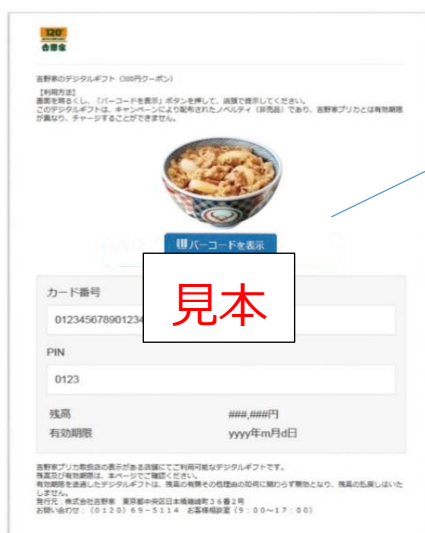 120
吉野家
吉野家のデジタルギフト(300円クーポン)
【利用方法】
画面を明るくし、「バーコードを表示」ボタンを押して、店頭で提示してください。
このデジタルギフトは、キャンペーンにより配布されたノベルティ(非売品)であり、吉野家プリカとは有効期限
が異なり、チャージすることができません。
バーコードを表示
見本
カード番号
01234567890123
PIN
0123
残高 ###,###円
有効期限 yyyy年m月d日
吉野家プリカ取扱店の表示がある店舗にてご利用可能なデジタルギフトです。
残高及び有効期限は、本ページでご確認ください。
有効期限を過過したデジタルギフトは、残高の有無その他理由の如何に関わらず無効となり、残高の払戻しはいた
しません。
発行元:株式会社吉野家 東京都中央区日本橋箱崎町36番2号
お問い合わせ:(0120)69-5114 お客様相談室(9:00~17:00)